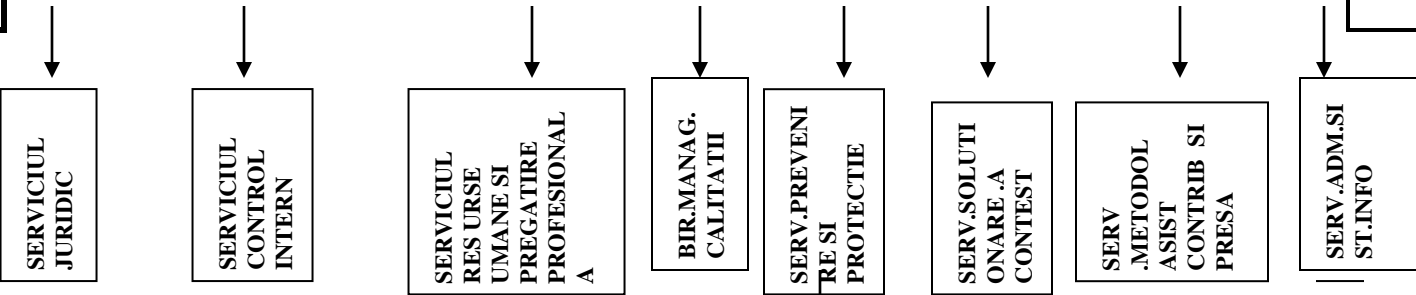 SERVICIUL
JURIDIC
SERVICIUL
CONTROL
INTERN
SERVICIUL
RES URSE
UMANE SI
PREGATIRE
PROFESIONAL
A
BIR.MANAG.
CALITATII
SERV.PREVENI
RE SI
PROTECTIE
SERV.SOLUTI
ONARE .A
CONTEST
SERV
.METODOL
ASIST
CONTRIB SI
PRESA
SERV.ADM.SI
ST.INFO